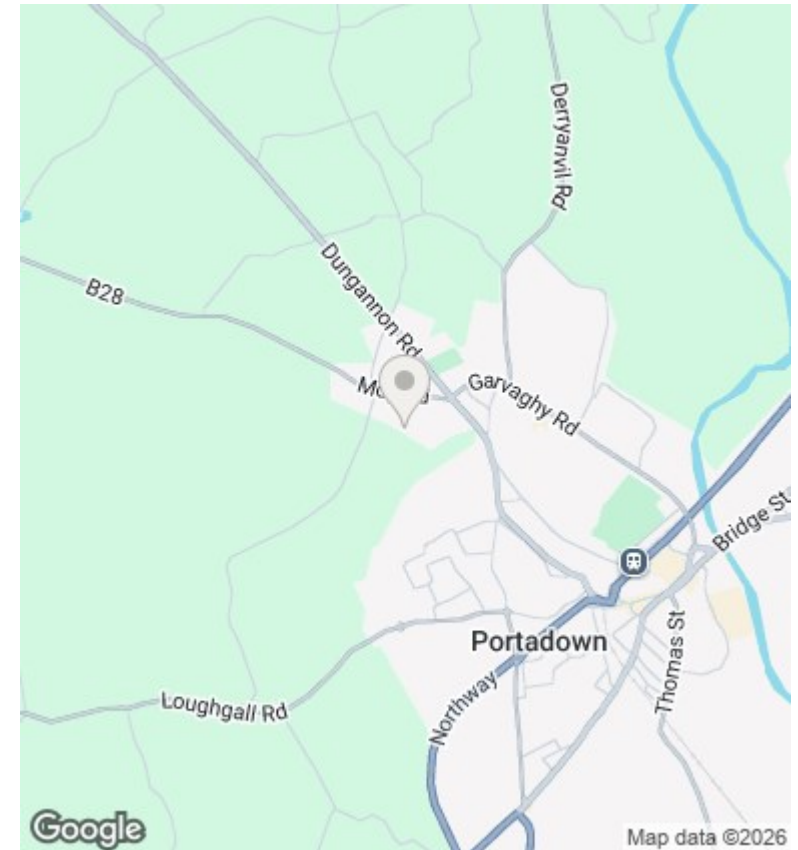 Derryanvil Rd
Dungannon Rd
B28
Garvaghy Rd
Bridge St
Portadown
Thomas St
Loughgall Rd
Northway
Google
Map data ©2026